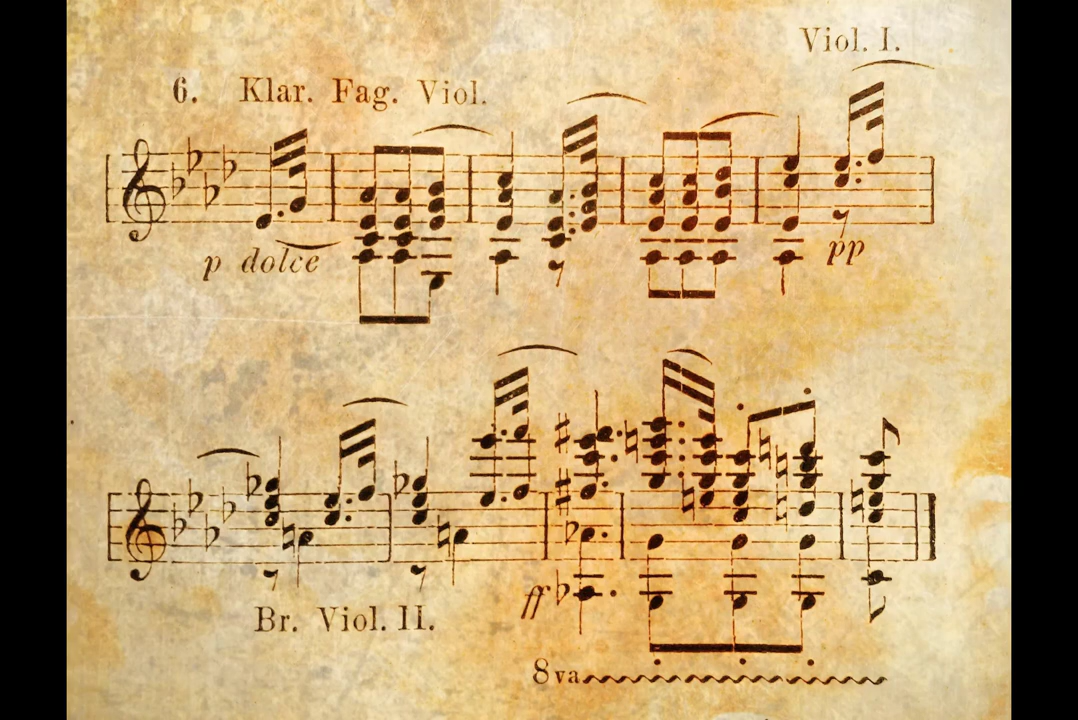 Viol. I.
6. Klar. Fag. Viol.
p dolce
pp
Br. Viol. II.
ff
8va